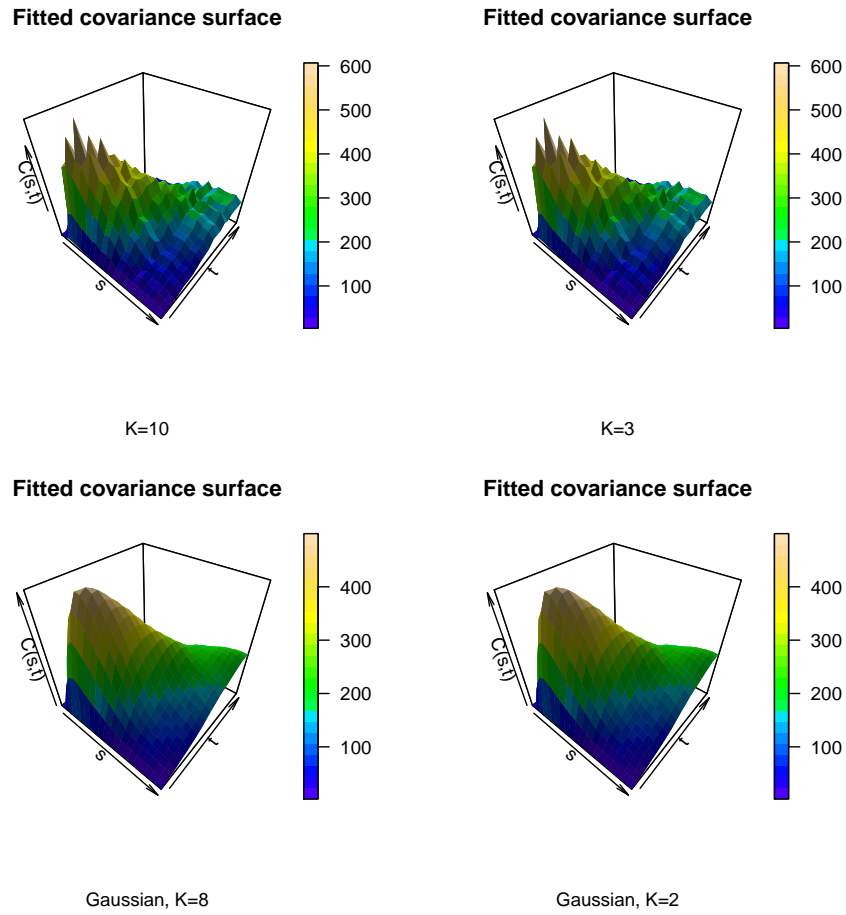 Fitted covariance surface
C(s,t)
s
t
600
500
400
300
200
100
K=10
Fitted covariance surface
C(s,t)
s
t
600
500
400
300
200
100
K=3
Fitted covariance surface
C(s,t)
s
t
400
300
200
100
Gaussian, K=8
Fitted covariance surface
C(s,t)
s
t
400
300
200
100
Gaussian, K=2